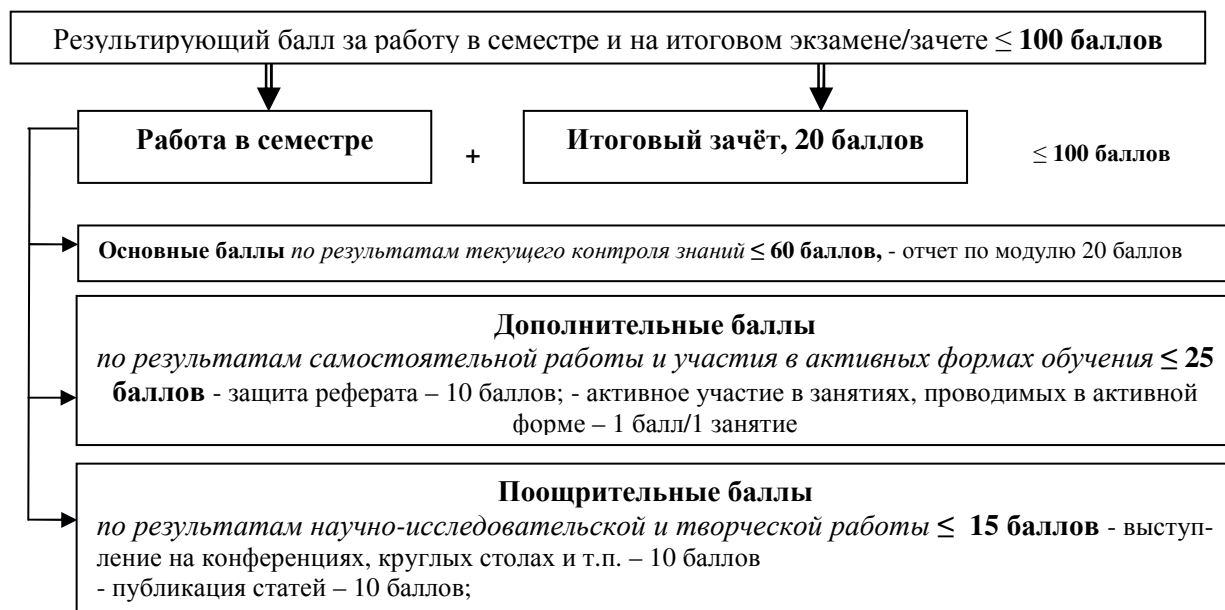 Результирующий балл за работу в семестре и на итоговом экзамене/зачете ≤ 100 баллов
Работа в семестре
+
Итоговый зачёт, 20 баллов
≤ 100 баллов
Основные баллы по результатам текущего контроля знаний ≤ 60 баллов, - отчет по модулю 20 баллов
Дополнительные баллы
по результатам самостоятельной работы и участия в активных формах обучения ≤ 25
баллов - защита реферата – 10 баллов; - активное участие в занятиях, проводимых в активной
форме – 1 балл/1 занятие
Поощрительные баллы
по результатам научно-исследовательской и творческой работы ≤ 15 баллов - выступ-
ление на конференциях, круглых столах и т.п. – 10 баллов
- публикация статей – 10 баллов;